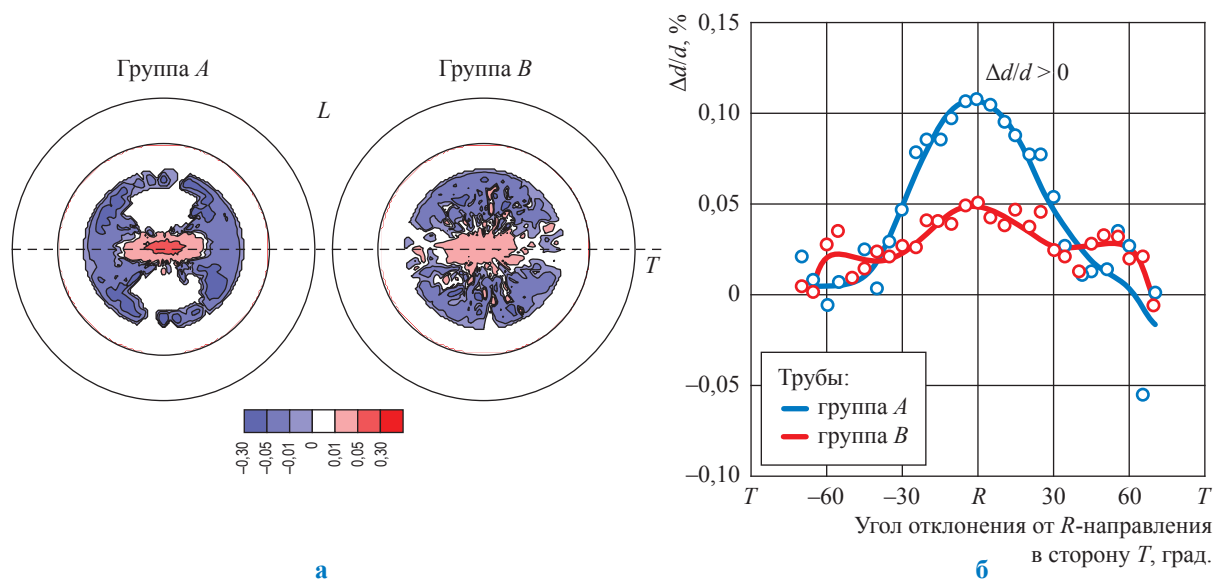 Группа A
Группа B
L
T
–0,30
–0,05
–0,01
0
0,01
0,05
0,30
а
Δd/d, %
0,15
0,10
0,05
0
–0,05
–0,10
Δd/d > 0
Трубы:
группа A
группа B
T –60 –30 R 30 60 T
Угол отклонения от R-направления
в сторону T, град.
б